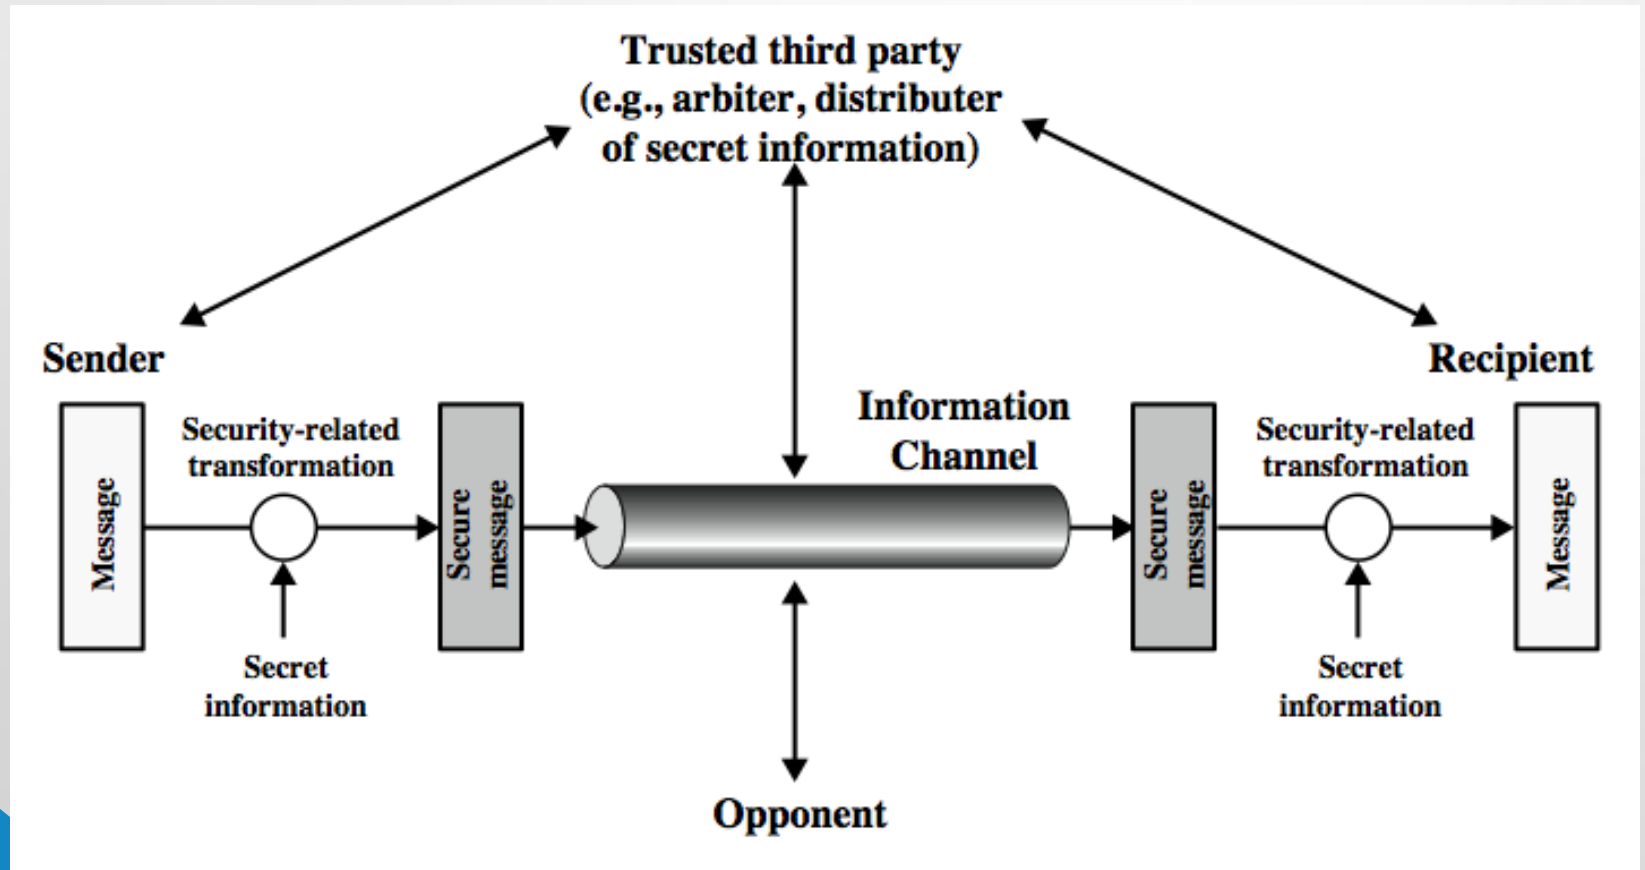 Trusted third party
(e.g., arbiter, distributer
of secret information)
Sender
Recipient
Information
Channel
Security-related
transformation
Security-related
transformation
Message
Secure
message
Secure
message
Message
Secret
information
Secret
information
Opponent